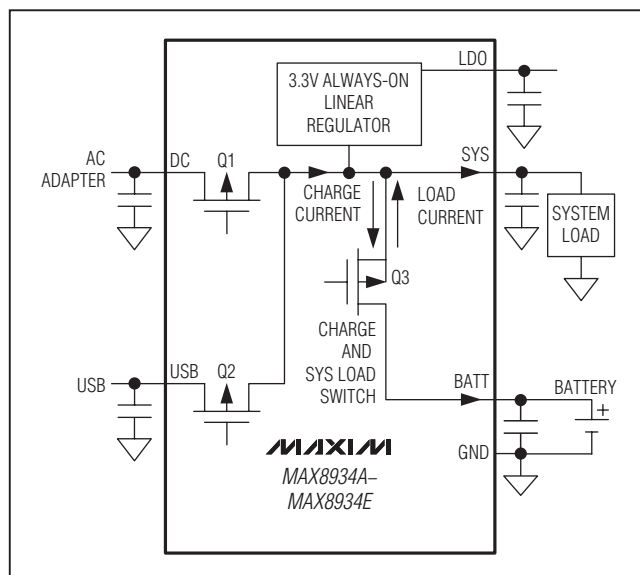 LDO
3.3V ALWAYS-ON
LINEAR
REGULATOR
AC
ADAPTER
DC
Q1
SYS
CHARGE
CURRENT
LOAD
CURRENT
SYSTEM
LOAD
Q3
CHARGE
AND
SYS LOAD
SWITCH
USB
USB
Q2
BATT
BATTERY
+
GND
MAXIM
MAX8934A–
MAX8934E